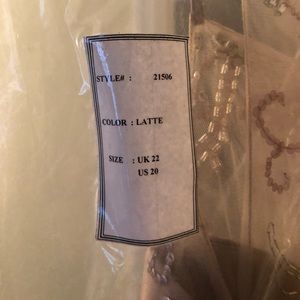 STYLE# : 21506
COLOR : LATTE
SIZE : UK 22
US 20